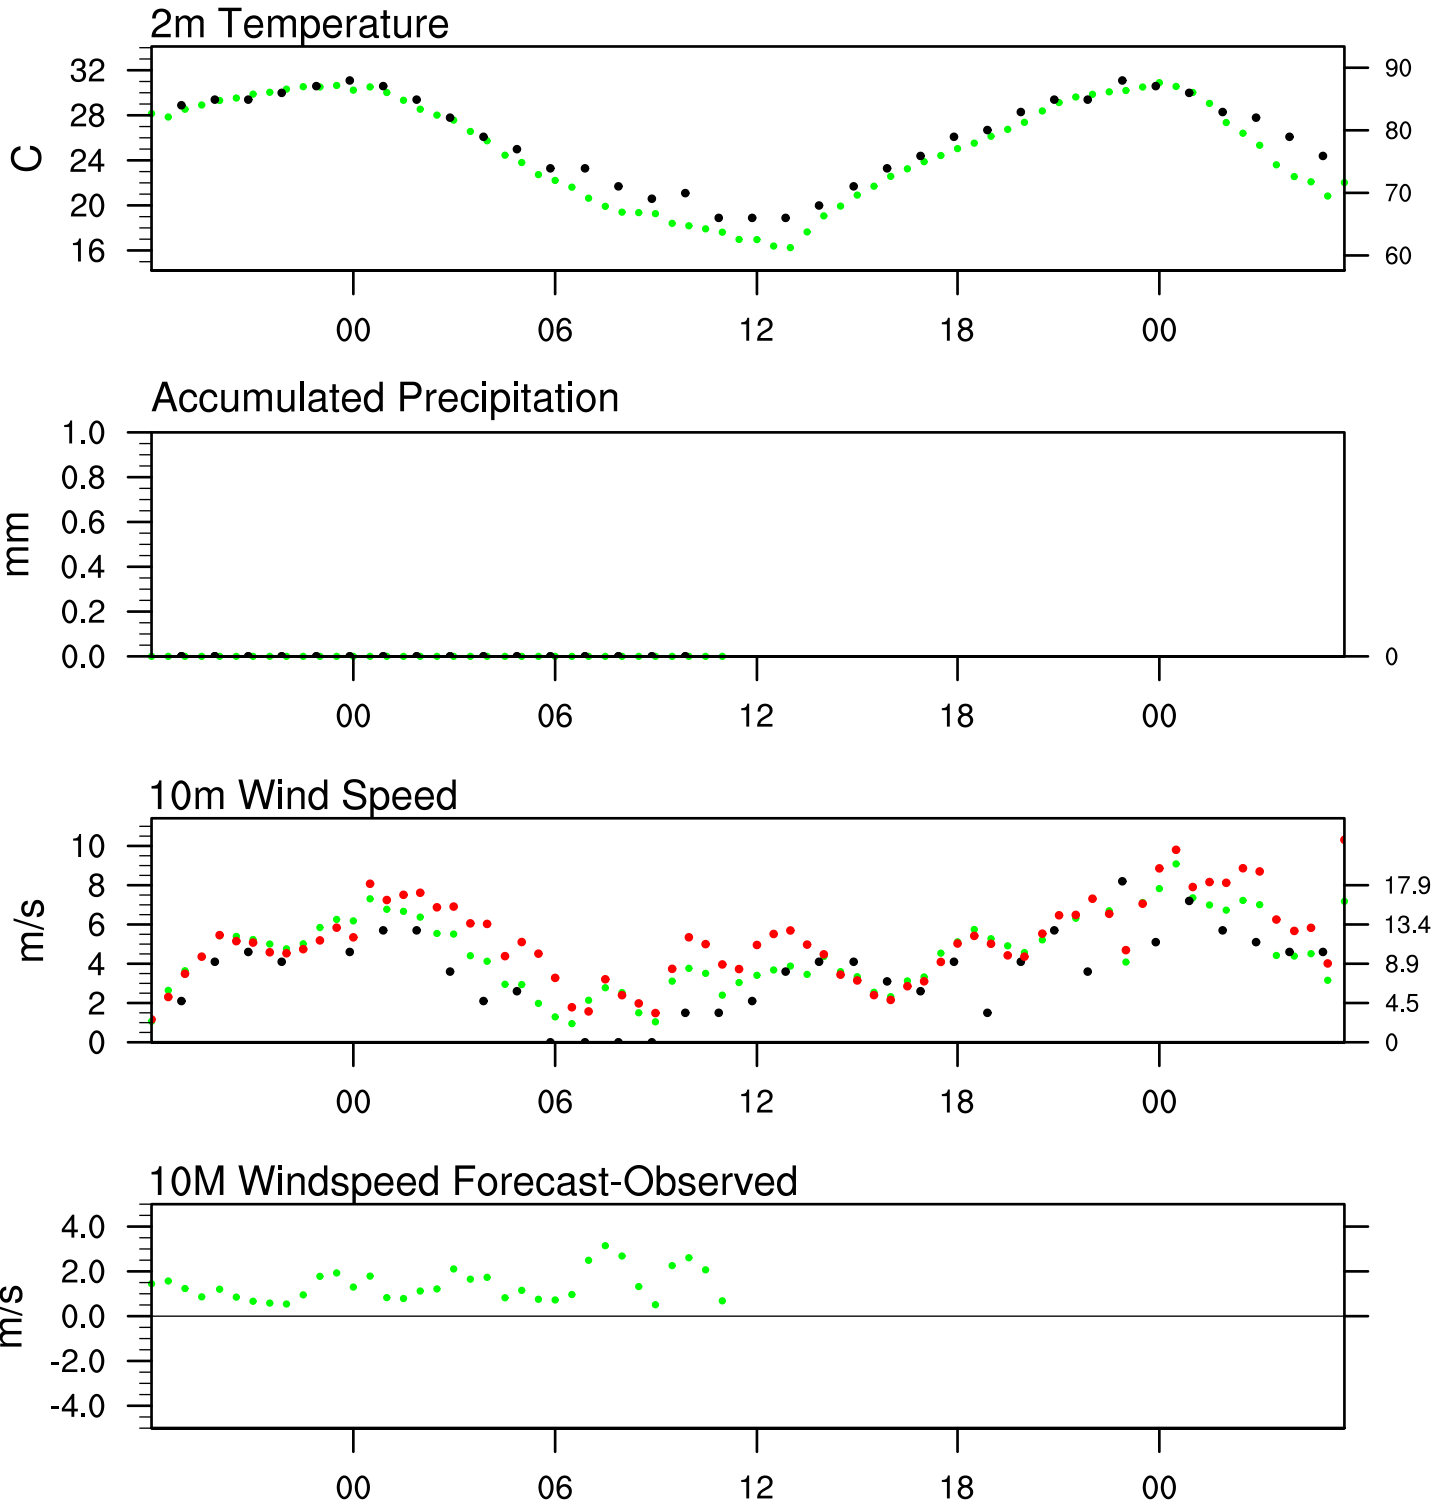 2m Temperature
32
28
24
20
16
C
90
80
70
60
00 06 12 18 00
Accumulated Precipitation
1.0
0.8
0.6
0.4
0.2
0.0
mm
0
00 06 12 18 00
10m Wind Speed
10
8
6
4
2
0
m/s
17.9
13.4
8.9
4.5
0
00 06 12 18 00
10M Windspeed Forecast-Observed
4.0
2.0
0.0
-2.0
-4.0
m/s
00 06 12 18 00